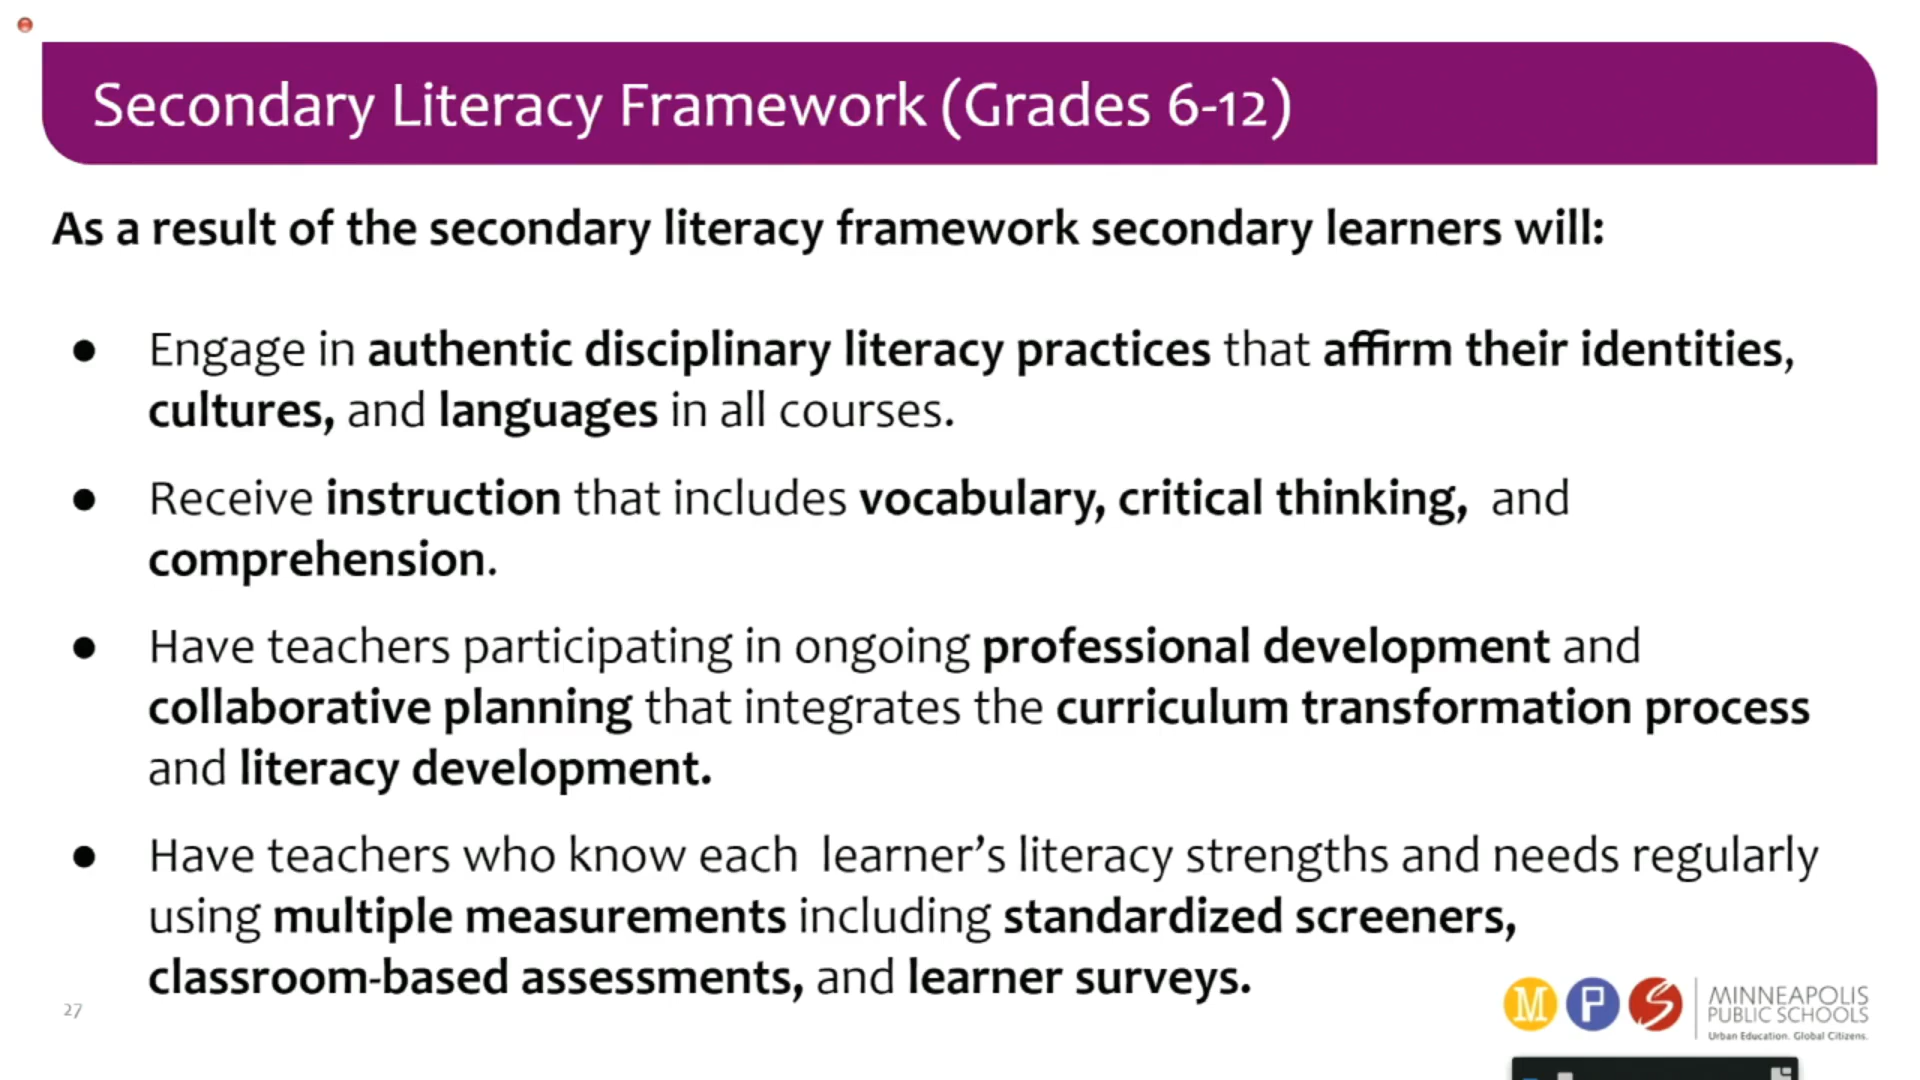 Secondary Literacy Framework (Grades 6-12)
As a result of the secondary literacy framework secondary learners will:
● Engage in authentic disciplinary literacy practices that affirm their identities,
cultures, and languages in all courses.
● Receive instruction that includes vocabulary, critical thinking,  and
comprehension.
● Have teachers participating in ongoing professional development and
collaborative planning that integrates the curriculum transformation process
and literacy development.
● Have teachers who know each  learner’s literacy strengths and needs regularly
using multiple measurements including standardized screeners,
classroom-based assessments, and learner surveys.
27
M P S
MINNEAPOLIS
PUBLIC SCHOOLS
Urban Education. Global Citizens.